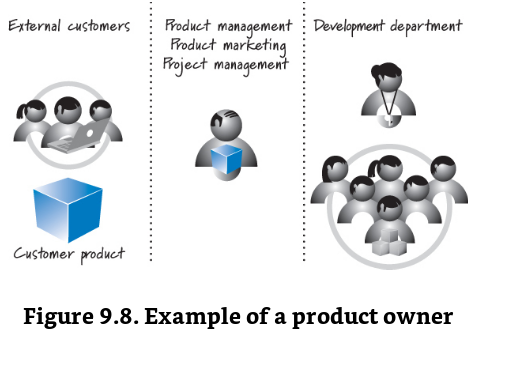 External customers
Product management
Product marketing
Project management
Development department
Customer product
Figure 9.8. Example of a product owner